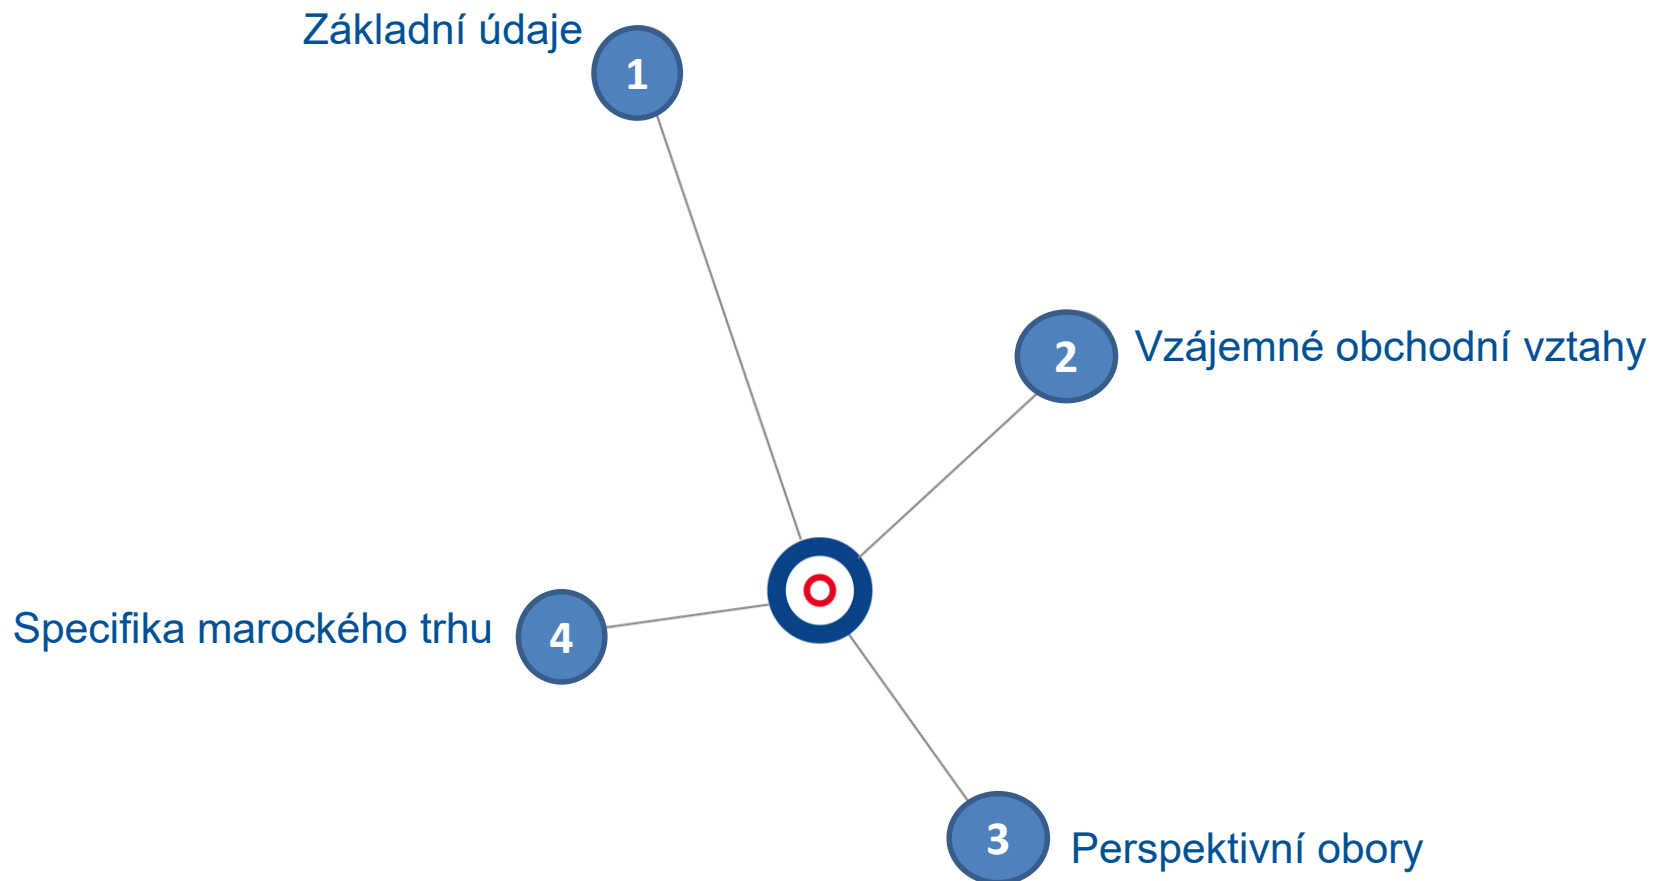 Základní údaje
1
2
Vzájemné obchodní vztahy
Specifika marockého trhu
4
3
Perspektivní obory